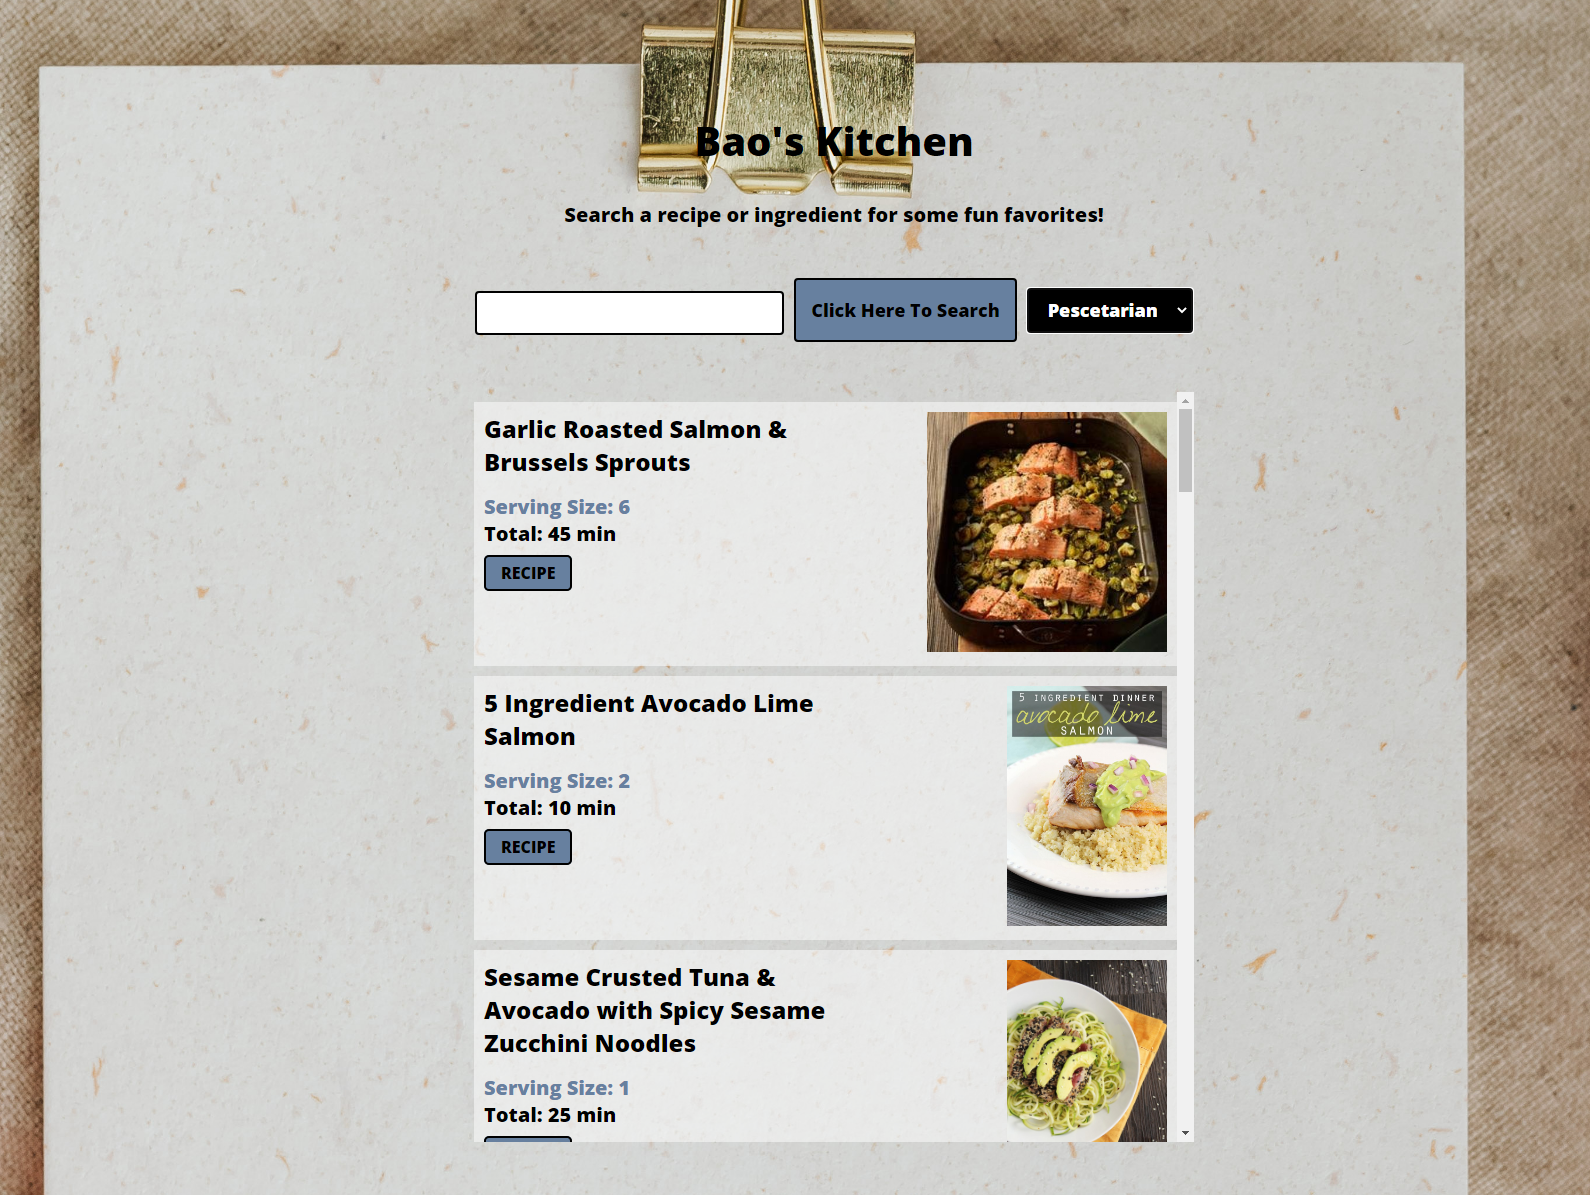 Bao's Kitchen
Search a recipe or ingredient for some fun favorites!
Click Here To Search
Pescetarian
Garlic Roasted Salmon &
Brussels Sprouts
Serving Size: 6
Total: 45 min
RECIPE
5 Ingredient Avocado Lime
Salmon
Serving Size: 2
Total: 10 min
RECIPE
5 INGREDIENT DINNER
avocado lime
SALMON
Sesame Crusted Tuna &
Avocado with Spicy Sesame
Zucchini Noodles
Serving Size: 1
Total: 25 min